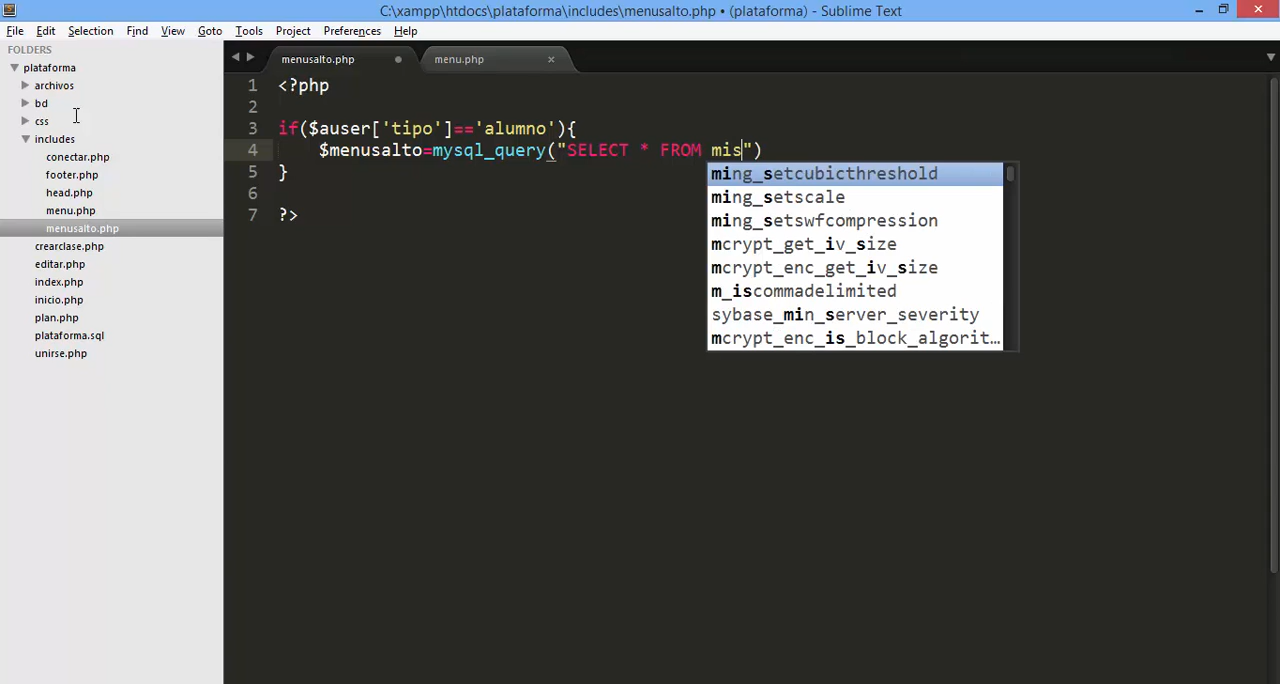 C:\xampp\htdocs\plataforma\includes\menusalto.php • (plataforma) - Sublime Text
File Edit Selection Find View Goto Tools Project Preferences Help
FOLDERS
plataforma
archivos
bd
css
includes
conectar.php
footer.php
head.php
menu.php
menusalto.php
crearclase.php
editar.php
index.php
inicio.php
plan.php
plataforma.sql
unirse.php
menusalto.php menu.php
1 <?php
2
3 if($auser['tipo']=='alumno'){
4 $menusalto=mysql_query("SELECT * FROM mis")
5 }
6
7 ?>
ming_setcubicthreshold
ming_setscale
ming_setswfcompression
mcrypt_get_iv_size
mcrypt_enc_get_iv_size
m_iscommadelimited
sybase_min_server_severity
mcrypt_enc_is_block_algorit…